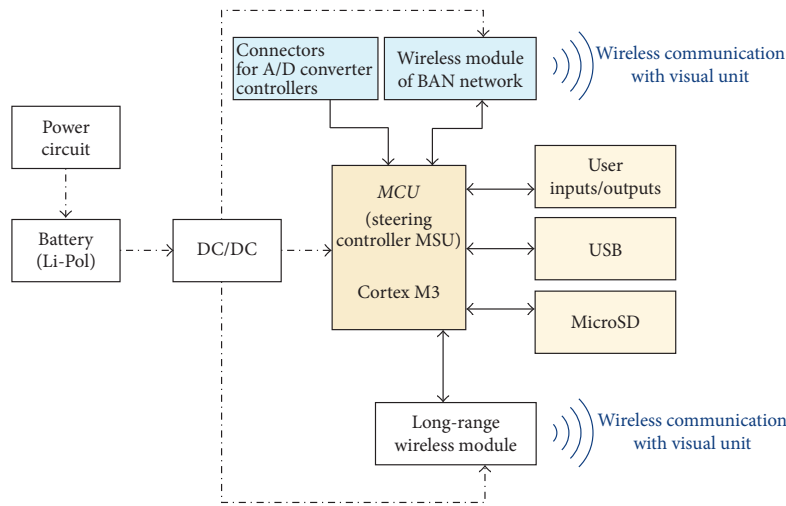 Connectors
for A/D converter
controllers
Wireless module
of BAN network
Wireless communication
with visual unit
Power
circuit
Battery
(Li-Pol)
DC/DC
MCU
(steering
controller MSU)
Cortex M3
User
inputs/outputs
USB
MicroSD
Long-range
wireless module
Wireless communication
with visual unit